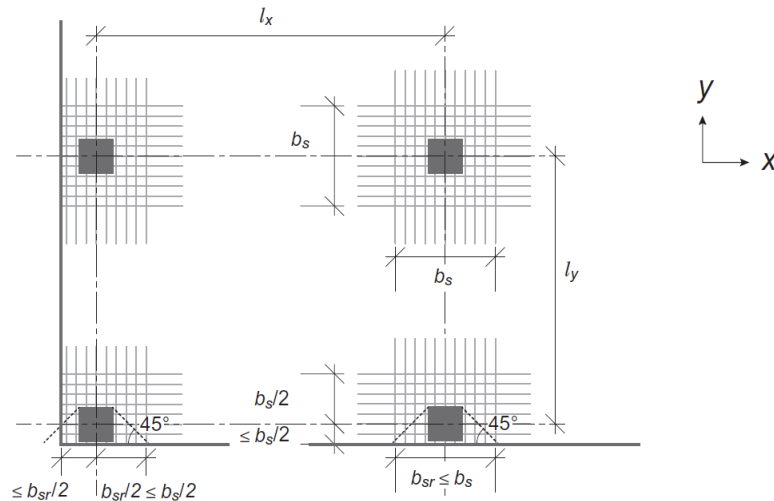 lx
y
x
bs
bs
ly
bs/2
45°
≤ bs/2
45°
≤ bsr/2
bsr/2 ≤ bs/2
bsr ≤ bs